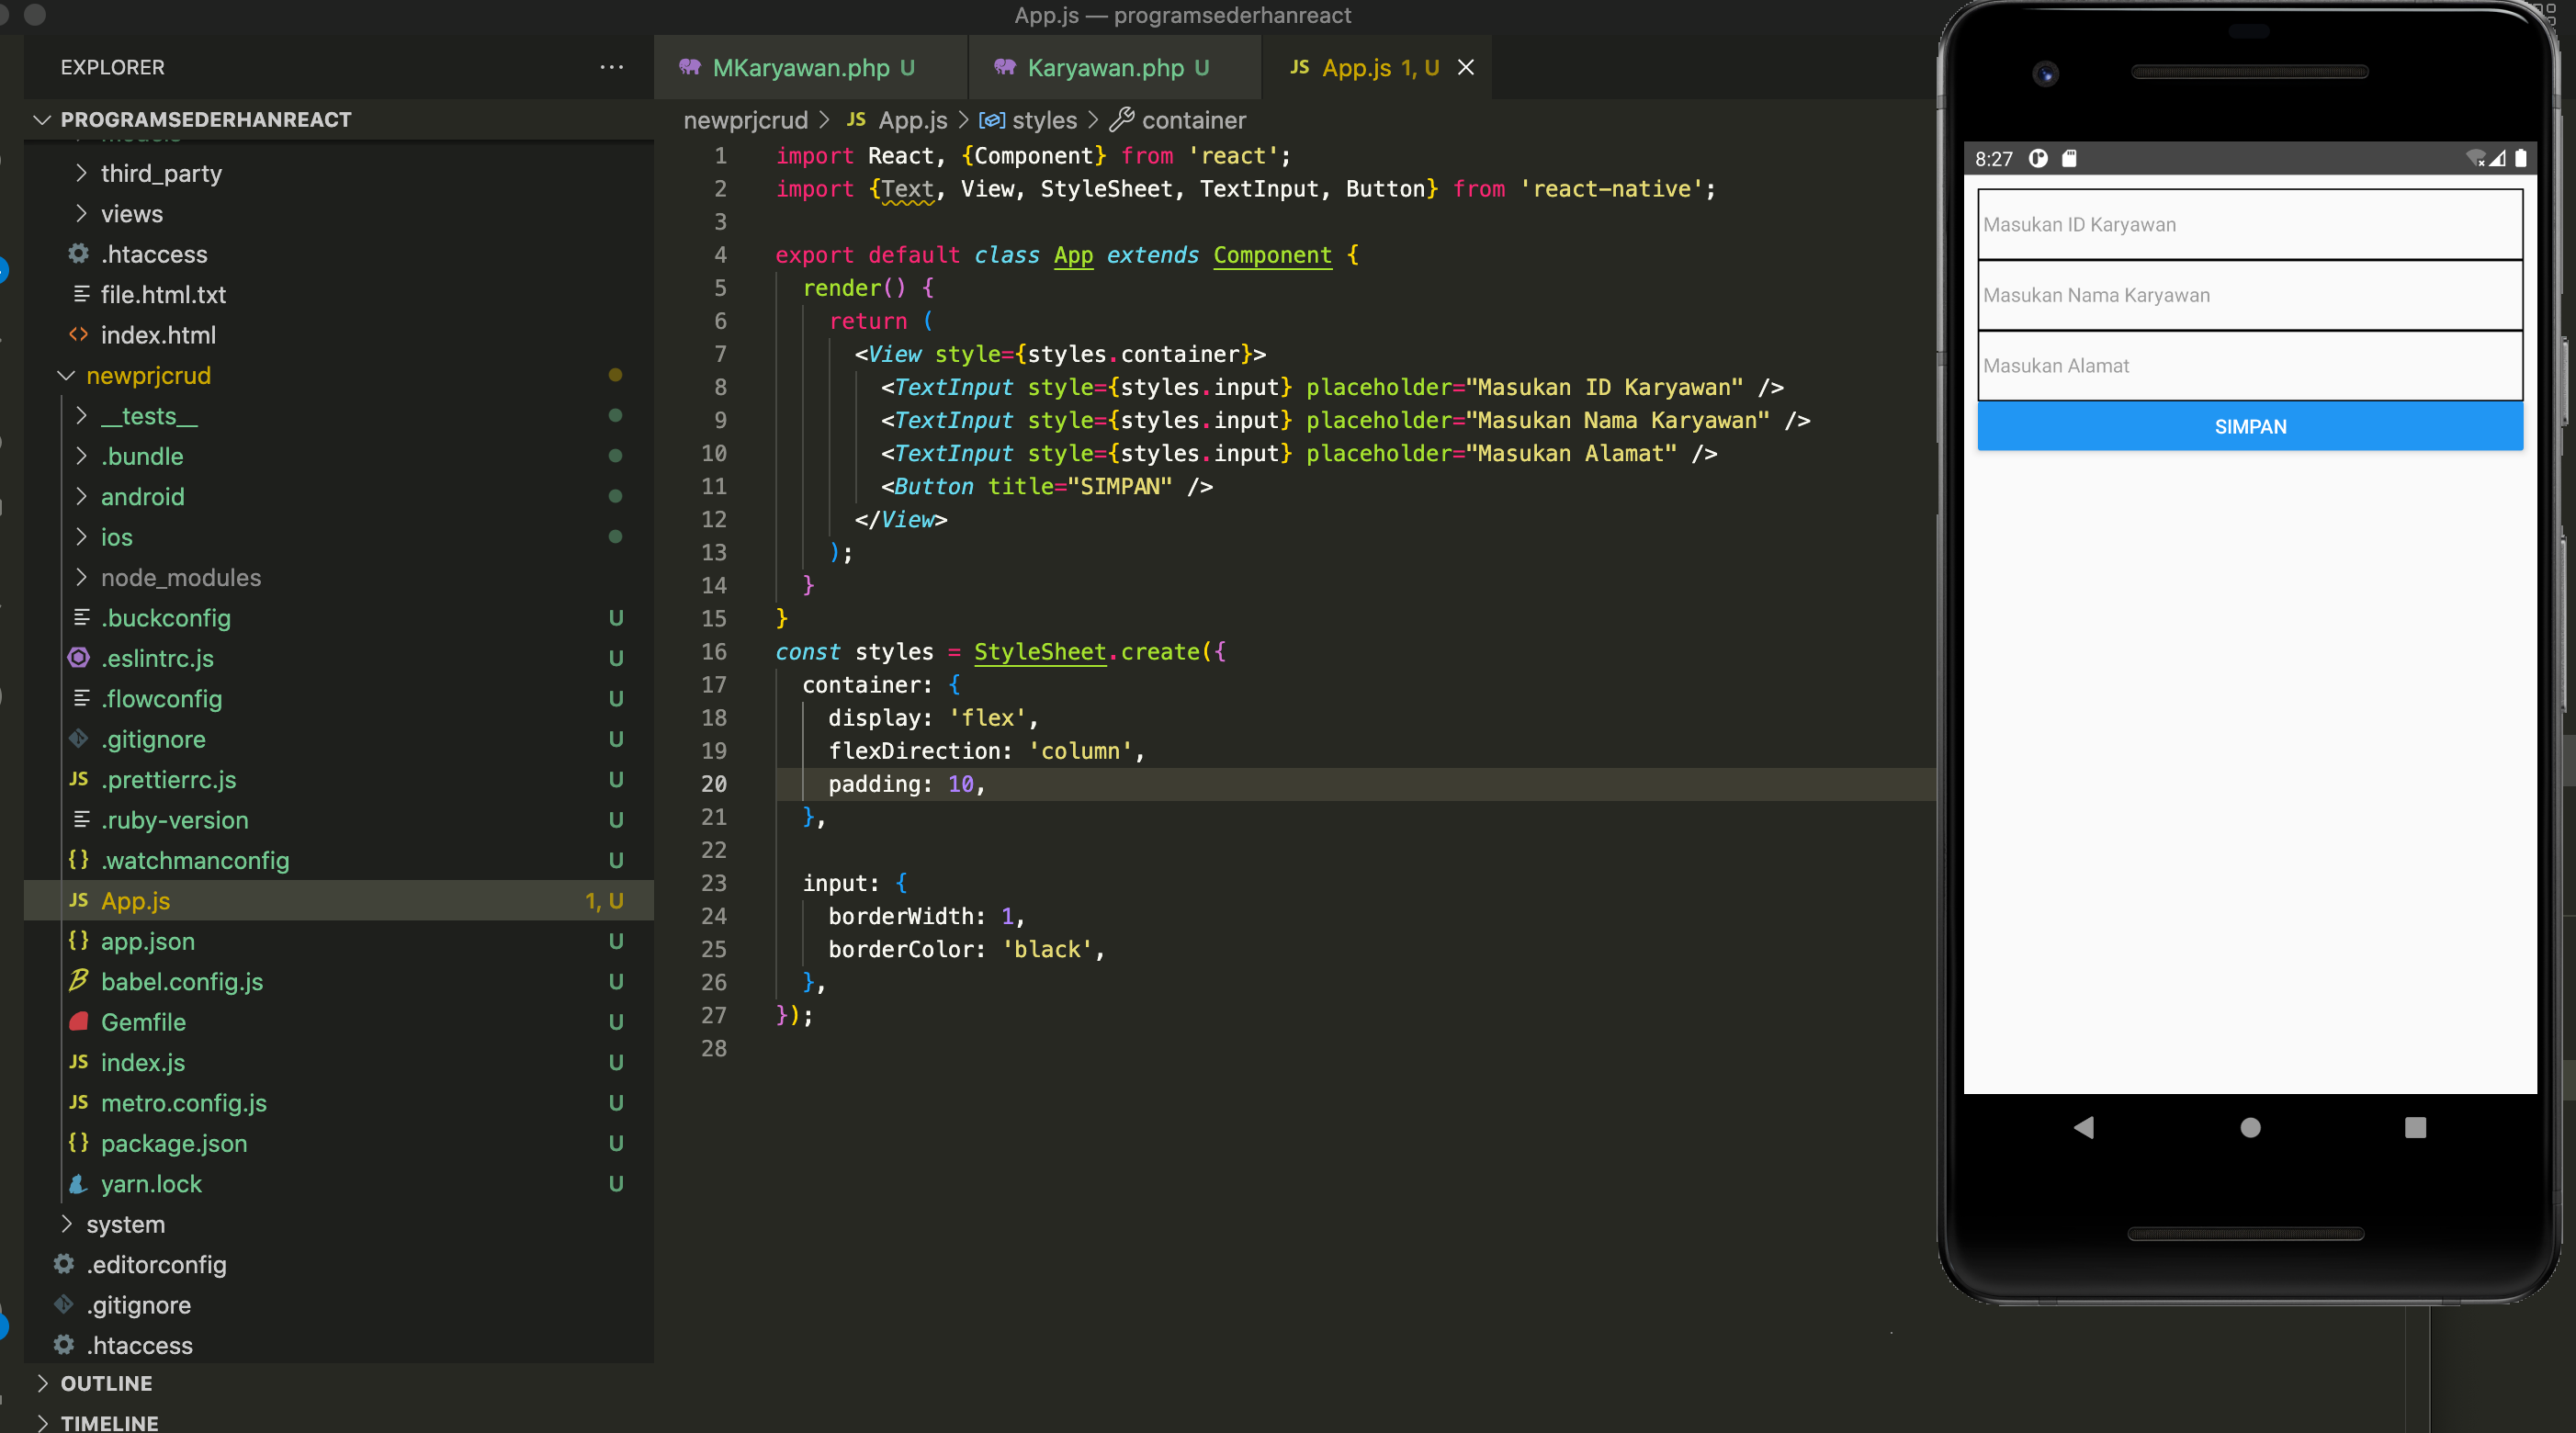 App.js — programsederhanreact
EXPLORER
PROGRAMSEDERHANREACT
third_party
views
.htaccess
file.html.txt
index.html
newprjcrud
__tests__
.bundle
android
ios
node_modules
.buckconfig U
.eslintrc.js U
.flowconfig U
.gitignore U
JS .prettierrc.js U
.ruby-version U
{} .watchmanconfig U
JS App.js 1, U
{} app.json U
babel.config.js U
Gemfile U
JS index.js U
JS metro.config.js U
{} package.json U
yarn.lock U
system
.editorconfig
.gitignore
.htaccess
OUTLINE
TIMELINE
MKaryawan.php U
Karyawan.php U
JS App.js 1, U
newprjcrud > JS App.js > styles > container
1 import React, {Component} from 'react';
2 import {Text, View, StyleSheet, TextInput, Button} from 'react-native';
3
4 export default class App extends Component {
5 render() {
6 return (
7 <View style={styles.container}>
8 <TextInput style={styles.input} placeholder="Masukan ID Karyawan" />
9 <TextInput style={styles.input} placeholder="Masukan Nama Karyawan" />
10 <TextInput style={styles.input} placeholder="Masukan Alamat" />
11 <Button title="SIMPAN" />
12 </View>
13 );
14 }
15 }
16 const styles = StyleSheet.create({
17 container: {
18 display: 'flex',
19 flexDirection: 'column',
20 padding: 10,
21 },
22
23 input: {
24 borderWidth: 1,
25 borderColor: 'black',
26 },
27 });
28
8:27
Masukan ID Karyawan
Masukan Nama Karyawan
Masukan Alamat
SIMPAN